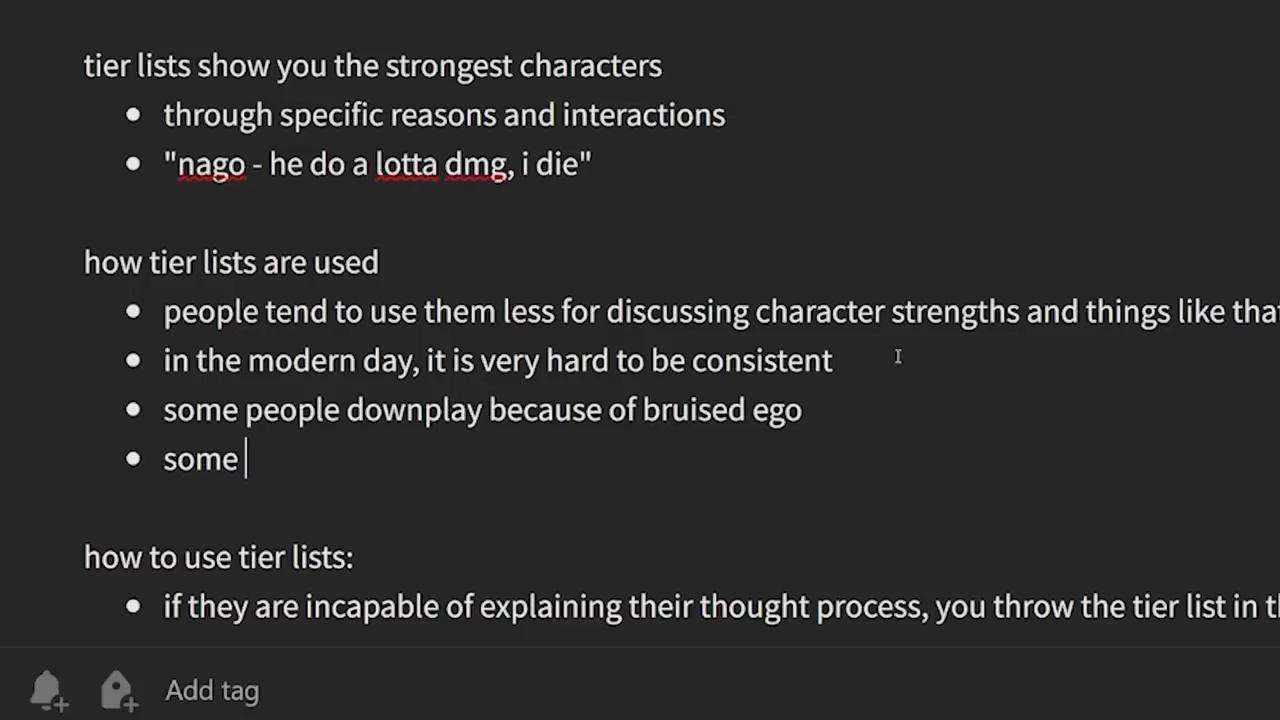 tier lists show you the strongest characters
through specific reasons and interactions
"nago - he do a lotta dmg, i die"
how tier lists are used
people tend to use them less for discussing character strengths and things like that
in the modern day, it is very hard to be consistent
some people downplay because of bruised ego
some
how to use tier lists:
if they are incapable of explaining their thought process, you throw the tier list in
Add tag